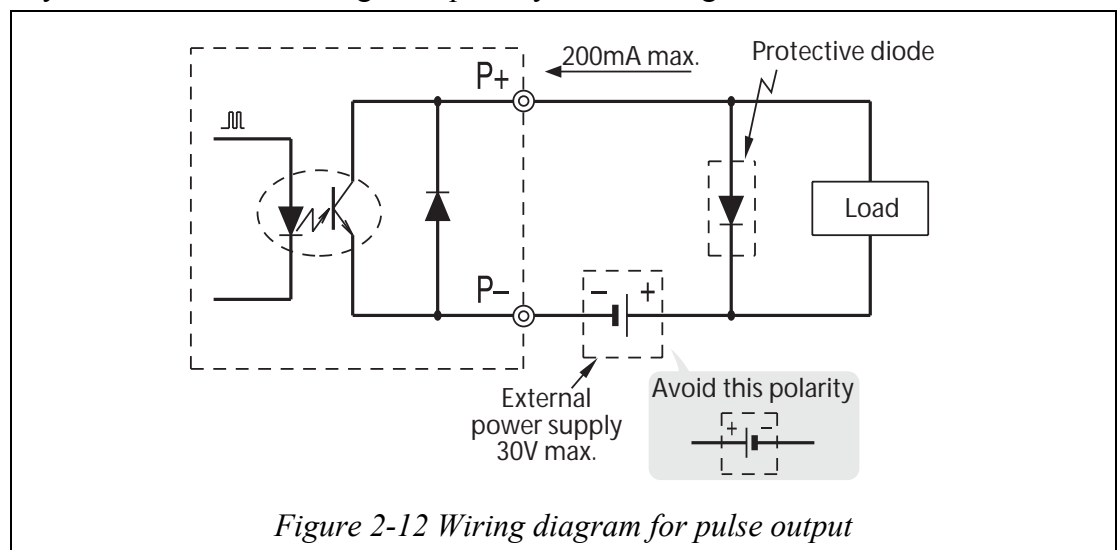 200mA max.
Protective diode
P+
Load
P–
– +
External
power supply
30V max.
Avoid this polarity
+ –
Figure 2-12 Wiring diagram for pulse output